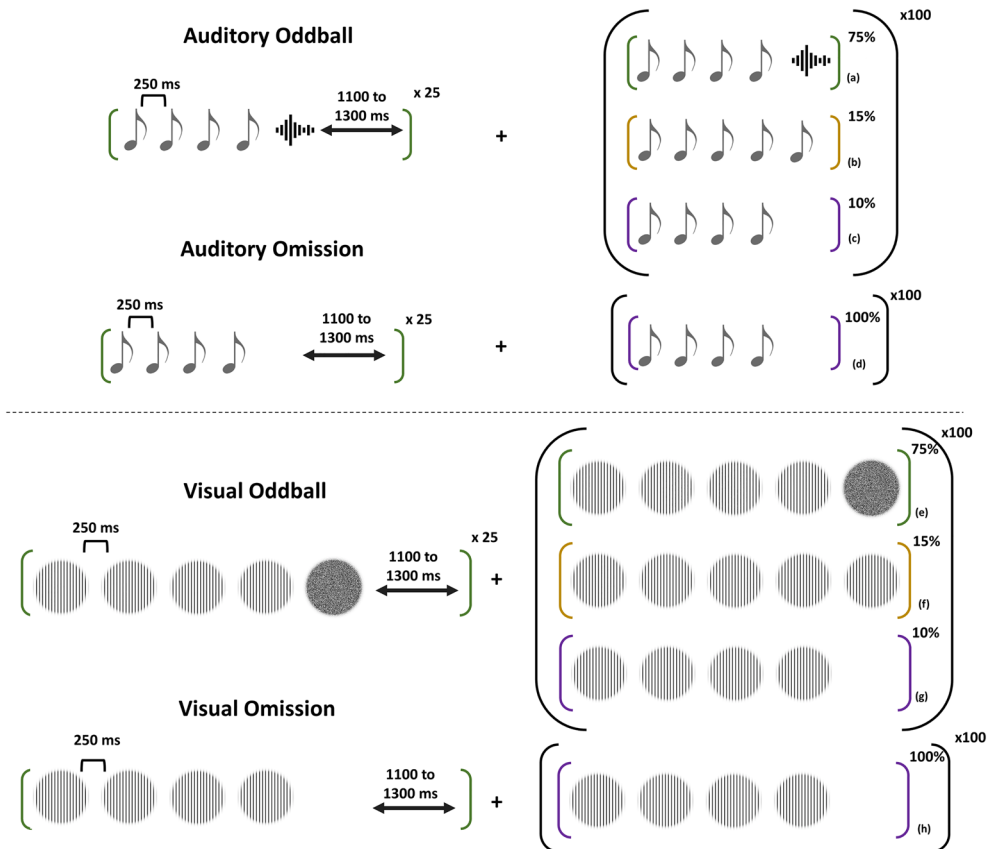 Auditory Oddball
250 ms
1100 to
1300 ms
x 25
+
x100
75%
(a)
15%
(b)
10%
(c)
Auditory Omission
250 ms
1100 to
1300 ms
x 25
+
x100
100%
(d)
Visual Oddball
250 ms
1100 to
1300 ms
x 25
+
x100
75%
(e)
15%
(f)
10%
(g)
Visual Omission
250 ms
1100 to
1300 ms
+
x100
100%
(h)